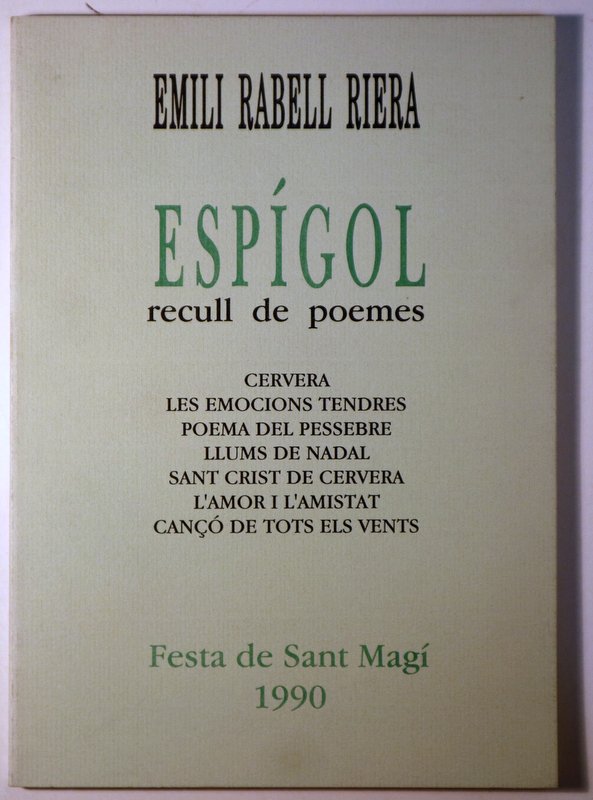 EMILI RABELL RIERA
ESPÍGOL
recull de poemes
CERVERA
LES EMOCIONS TENDRES
POEMA DEL PESSEBRE
LLUMS DE NADAL
SANT CRIST DE CERVERA
L'AMOR I L'AMISTAT
CANÇÓ DE TOTS ELS VENTS
Festa de Sant Magí
1990